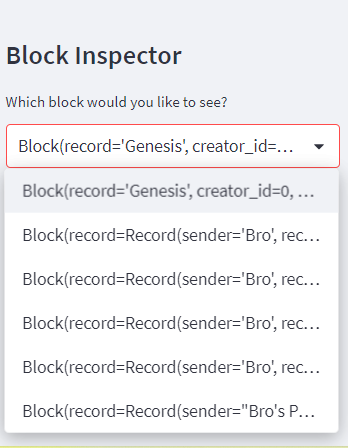 Block Inspector
Which block would you like to see?
Block(record='Genesis', creator_id=...
Block(record='Genesis', creator_id=0, ...
Block(record=Record(sender='Bro', rec...
Block(record=Record(sender='Bro', rec...
Block(record=Record(sender='Bro', rec...
Block(record=Record(sender='Bro', rec...
Block(record=Record(sender="Bro's P...